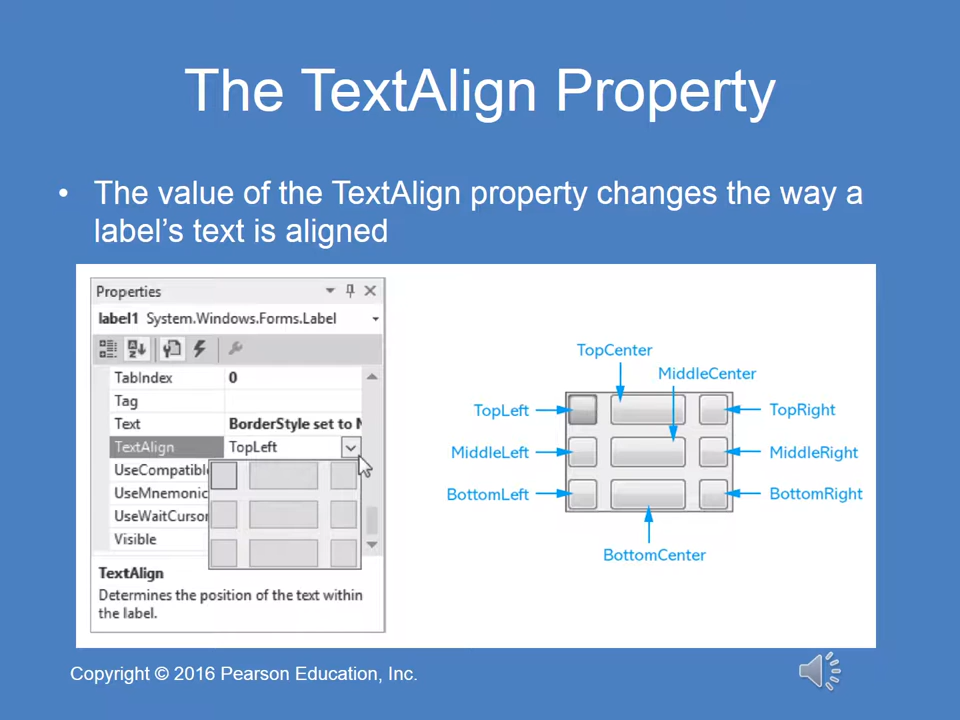 The TextAlign Property
• The value of the TextAlign property changes the way a
label's text is aligned
Properties
label1 System.Windows.Forms.Label
TabIndex 0
Tag
Text BorderStyle set to
TextAlign TopLeft
UseCompatible
UseMnemonic
UseWaitCursor
Visible
TextAlign
Determines the position of the text within
the label.
TopCenter
MiddleCenter
TopLeft
TopRight
MiddleLeft
MiddleRight
BottomLeft
BottomRight
BottomCenter
Copyright © 2016 Pearson Education, Inc.